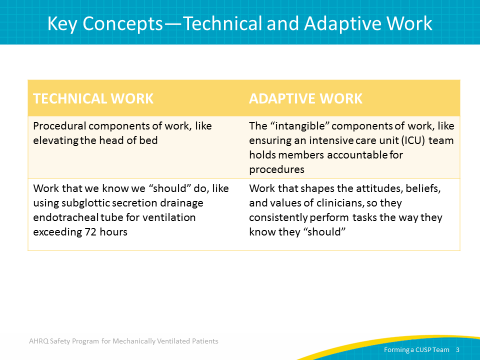 Key Concepts—Technical and Adaptive Work
TECHNICAL WORK
ADAPTIVE WORK
Procedural components of work, like
elevating the head of bed
The “intangible” components of work, like
ensuring an intensive care unit (ICU) team
holds members accountable for
procedures
Work that we know we “should” do, like
using subglottic secretion drainage
endotracheal tube for ventilation
exceeding 72 hours
Work that shapes the attitudes, beliefs,
and values of clinicians, so they
consistently perform tasks the way they
know they “should”
AHRQ Safety Program for Mechanically Ventilated Patients
Forming a CUSP Team 3